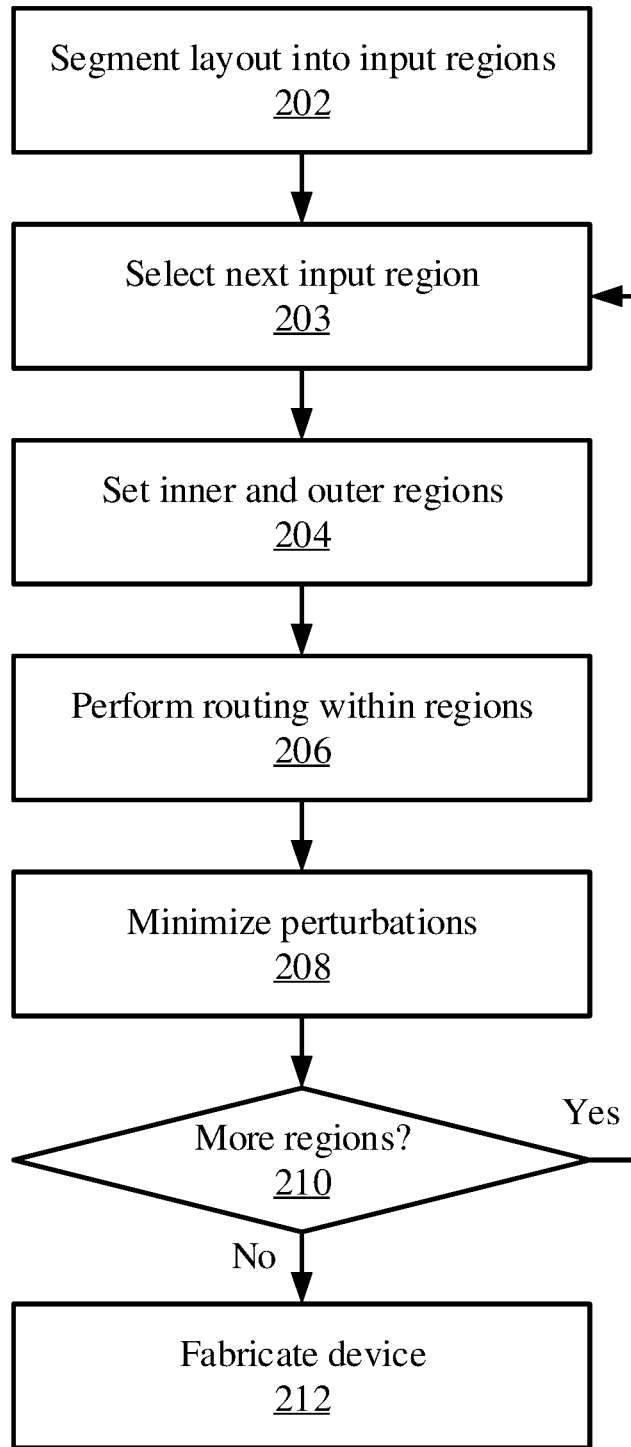 Segment layout into input regions
202
Select next input region
203
Set inner and outer regions
204
Perform routing within regions
206
Minimize perturbations
208
More regions?
210
Yes
No
Fabricate device
212